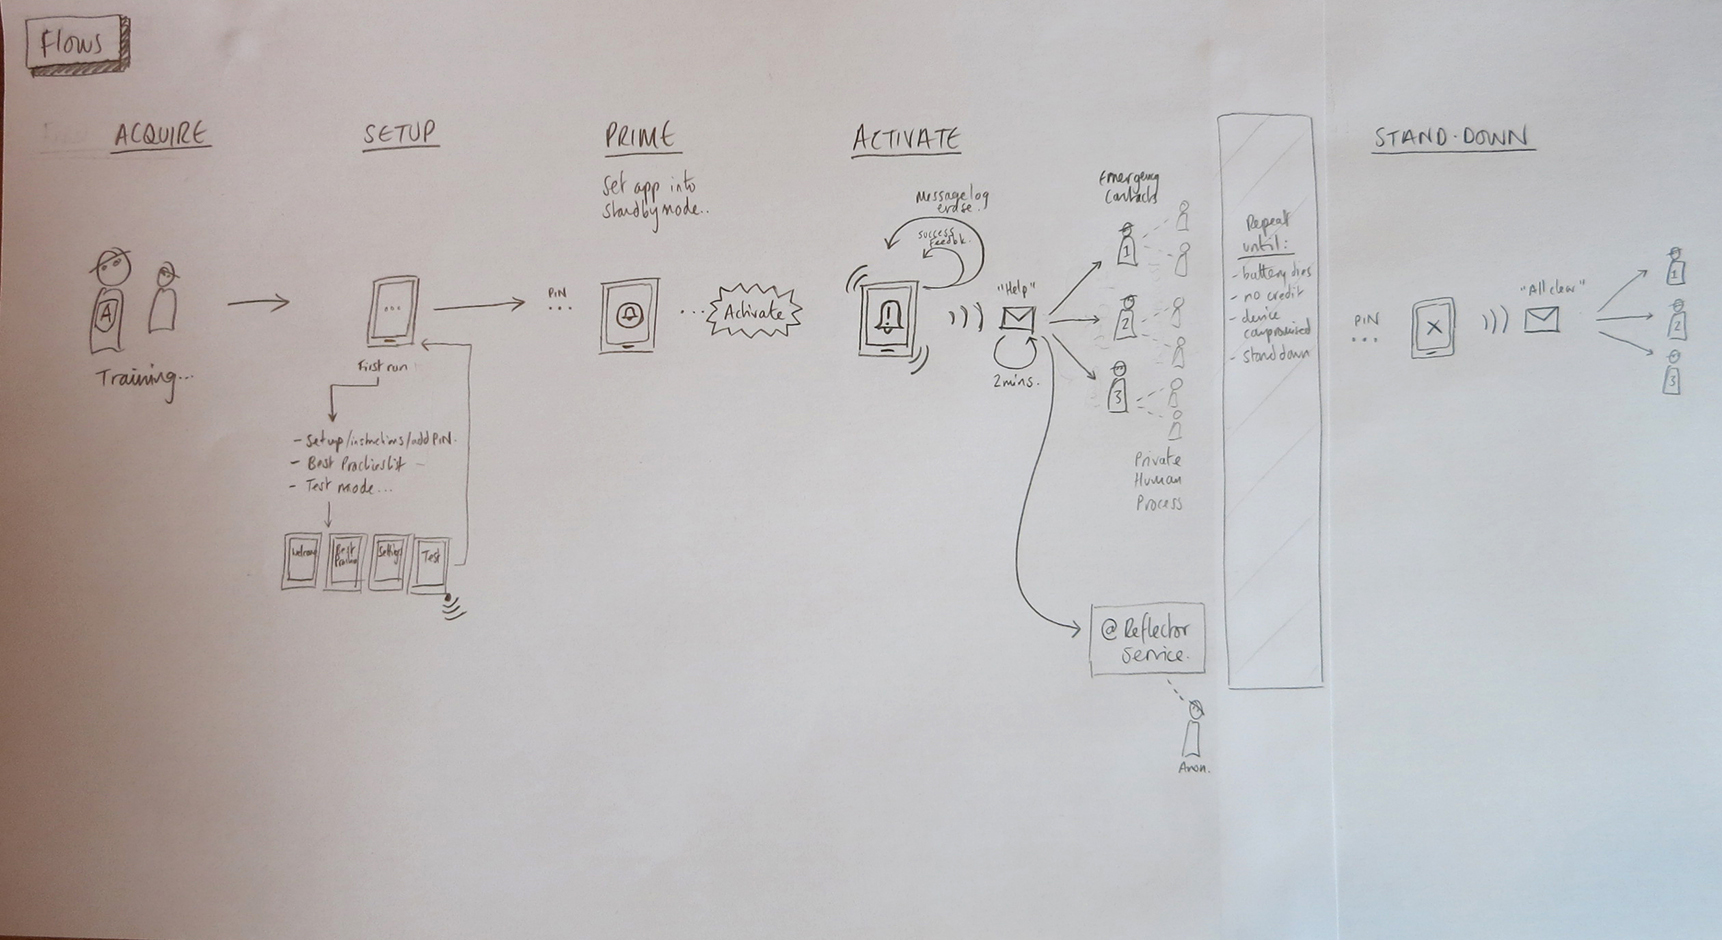 Flows
ACQUIRE
SETUP
PRIME
ACTIVATE
STAND-DOWN
Set app into
standby mode..
Message log
erase.
Success
Feedbk.
Emergency
Contacts
A
Training...
...
First run
- Setup/instructions/add PIN.
- Best Practices list -
- Test mode...
Welcome
Best
Practice
Settings
Test
PIN
...
... Activate
!
"Help"
2mins.
1
2
3
Private
Human
Process
@ Reflector
Service.
Anon.
Repeat
until:
- battery dies
- no credit
- device
compromised
- stand down
PIN
...
X
"All clear"
1
2
3